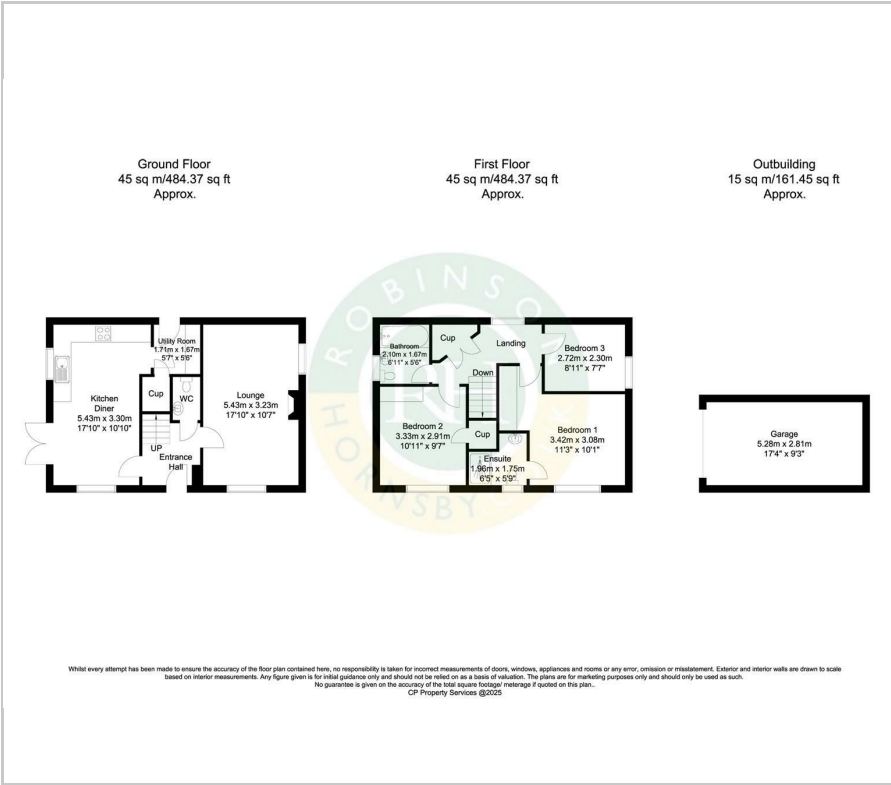 Ground Floor
45 sq m/484.37 sq ft
Approx.
First Floor
45 sq m/484.37 sq ft
Approx.
Outbuilding
15 sq m/161.45 sq ft
Approx.
Utility Room
1.71m x 1.67m
5'7" x 5'6"
Kitchen
Diner
5.43m x 3.30m
17'10" x 10'10"
Cup
WC
Lounge
5.43m x 3.23m
17'10" x 10'7"
UP
Entrance
Hall
ROBINSON
HORNSBY
Bathroom
2.10m x 1.67m
6'11" x 5'6"
Cup
Landing
Bedroom 3
2.72m x 2.30m
8'11" x 7'7"
Down
Bedroom 2
3.33m x 2.91m
10'11" x 9'7"
Cup
Bedroom 1
3.42m x 3.08m
11'3" x 10'1"
Ensuite
1.96m x 1.75m
6'5" x 5'9"
Garage
5.28m x 2.81m
17'4" x 9'3"
Whilst every attempt has been made to ensure the accuracy of the floor plan contained here, no responsibility is taken for incorrect measurements of doors, windows, appliances and rooms or any error, omission or misstatement. Exterior and interior walls are drawn to scale
based on interior measurements. Any figure given is for initial guidance only and should not be relied on as a basis of valuation. The plans are for marketing purposes only and should only be used as such.
No guarantee is given on the accuracy of the total square footage/ meterage if quoted on this plan..
CP Property Services @2025